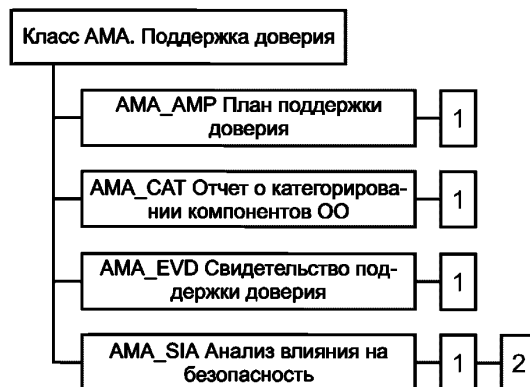 Класс АМА. Поддержка доверия
АМА_АМР План поддержки
доверия
1
АМА_САТ Отчет о категорирова-
нии компонентов ОО
1
АМА_EVD Свидетельство под-
держки доверия
1
АМА_SIA Анализ влияния на
безопасность
1
2